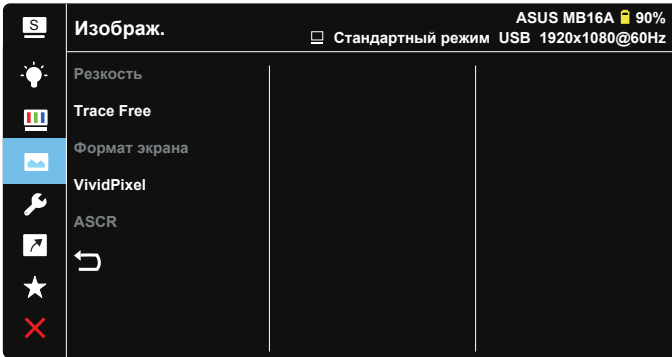 S
Изображ.
ASUS MB16A 90%
Стандартный режим USB 1920x1080@60Hz
Резкость
Trace Free
Формат экрана
VividPixel
ASCR